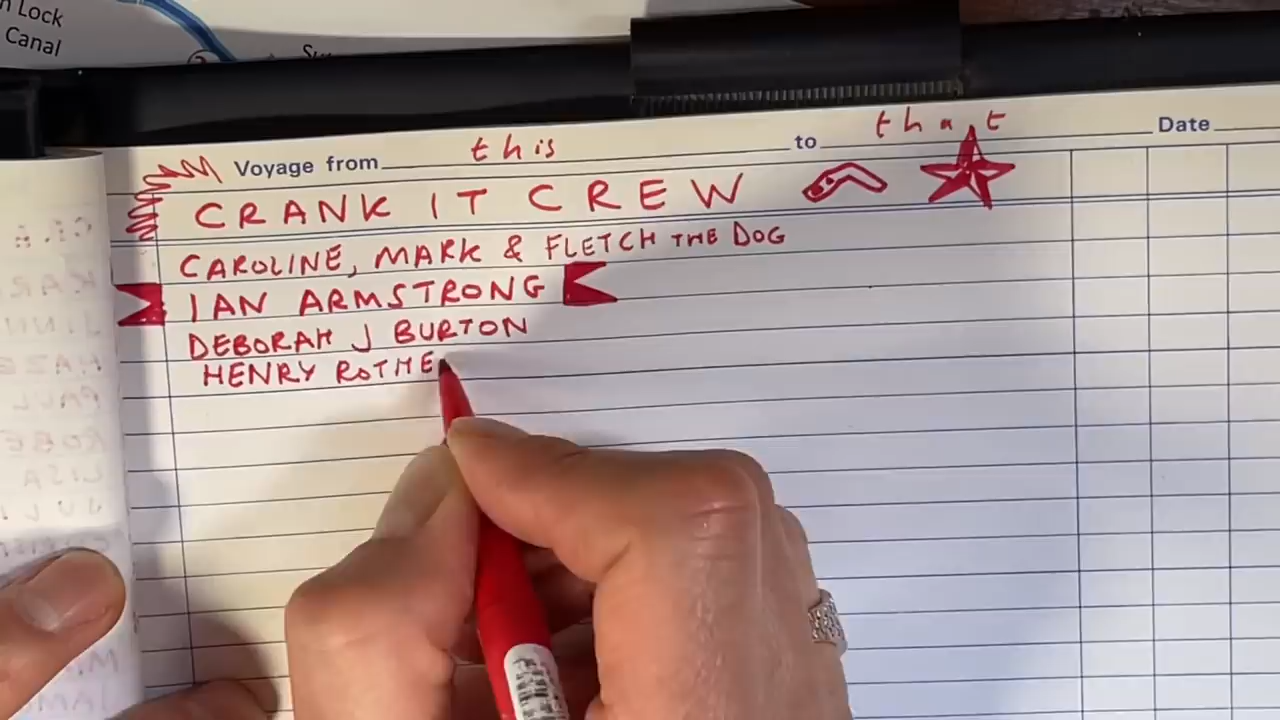 n Lock
Canal
Voyage from this to that Date
CRANK IT CREW
CAROLINE, MARK & FLETCH THE DOG
IAN ARMSTRONG
DEBORAH J BURTON
HENRY ROTHE